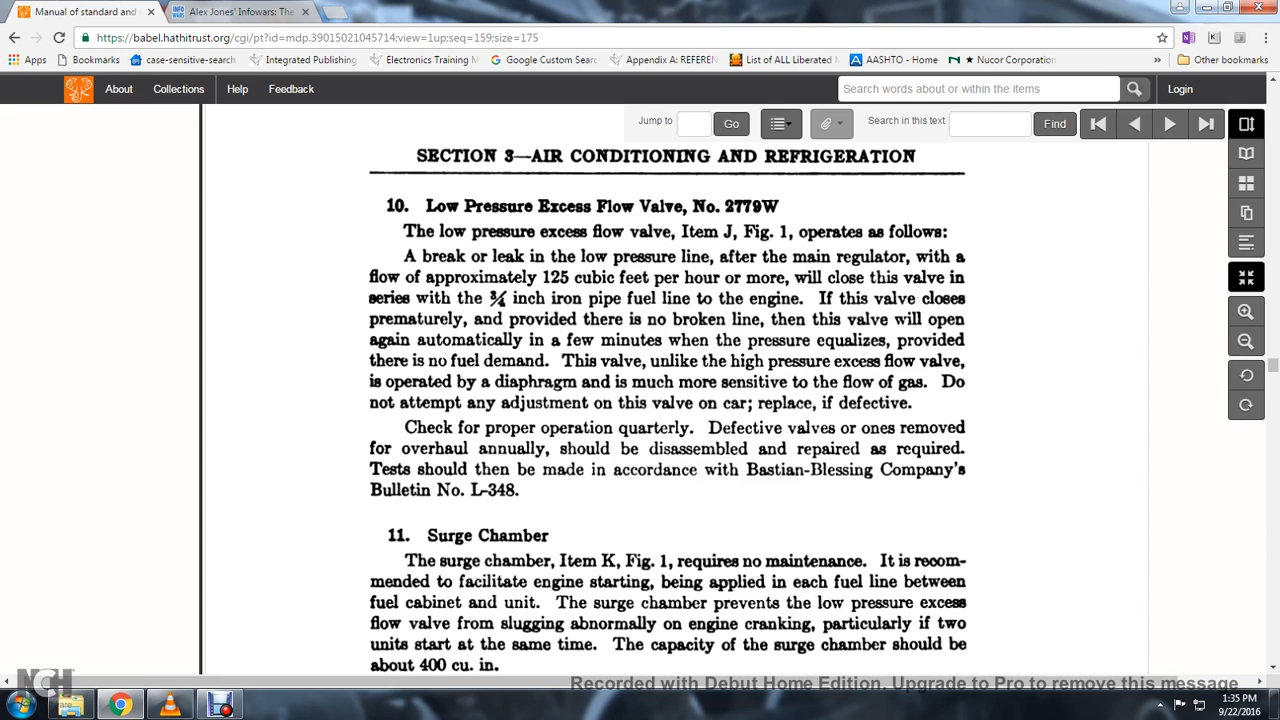 Manual of standard and
Alex Jones' Infowars: The
https://babel.hathitrust.org/cgi/pt?id=mdp.39015021045714;view=1up;seq=159;size=175
Apps Bookmarks case-sensitive-search Integrated Publishing Electronics Training M Google Custom Sear Appendix A: REFEREN List of ALL Liberated AASHTO - Home Nucor Corporation » Other bookmarks
About Collections Help Feedback Search words about or within the items Login
Jump to Go Search in this text Find
SECTION 3—AIR CONDITIONING AND REFRIGERATION
10. Low Pressure Excess Flow Valve, No. 2779W
The low pressure excess flow valve, Item J, Fig. 1, operates as follows:
A break or leak in the low pressure line, after the main regulator, with a
flow of approximately 125 cubic feet per hour or more, will close this valve in
series with the ¾ inch iron pipe fuel line to the engine. If this valve closes
prematurely, and provided there is no broken line, then this valve will open
again automatically in a few minutes when the pressure equalizes, provided
there is no fuel demand. This valve, unlike the high pressure excess flow valve,
is operated by a diaphragm and is much more sensitive to the flow of gas. Do
not attempt any adjustment on this valve on car; replace, if defective.
Check for proper operation quarterly. Defective valves or ones removed
for overhaul annually, should be disassembled and repaired as required.
Tests should then be made in accordance with Bastian-Blessing Company's
Bulletin No. L-348.
11. Surge Chamber
The surge chamber, Item K, Fig. 1, requires no maintenance. It is recom-
mended to facilitate engine starting, being applied in each fuel line between
fuel cabinet and unit. The surge chamber prevents the low pressure excess
flow valve from slugging abnormally on engine cranking, particularly if two
units start at the same time. The capacity of the surge chamber should be
about 400 cu. in.
NCH
Recorded with Debut Home Edition. Upgrade to Pro to remove this message
1:35 PM
9/22/2016